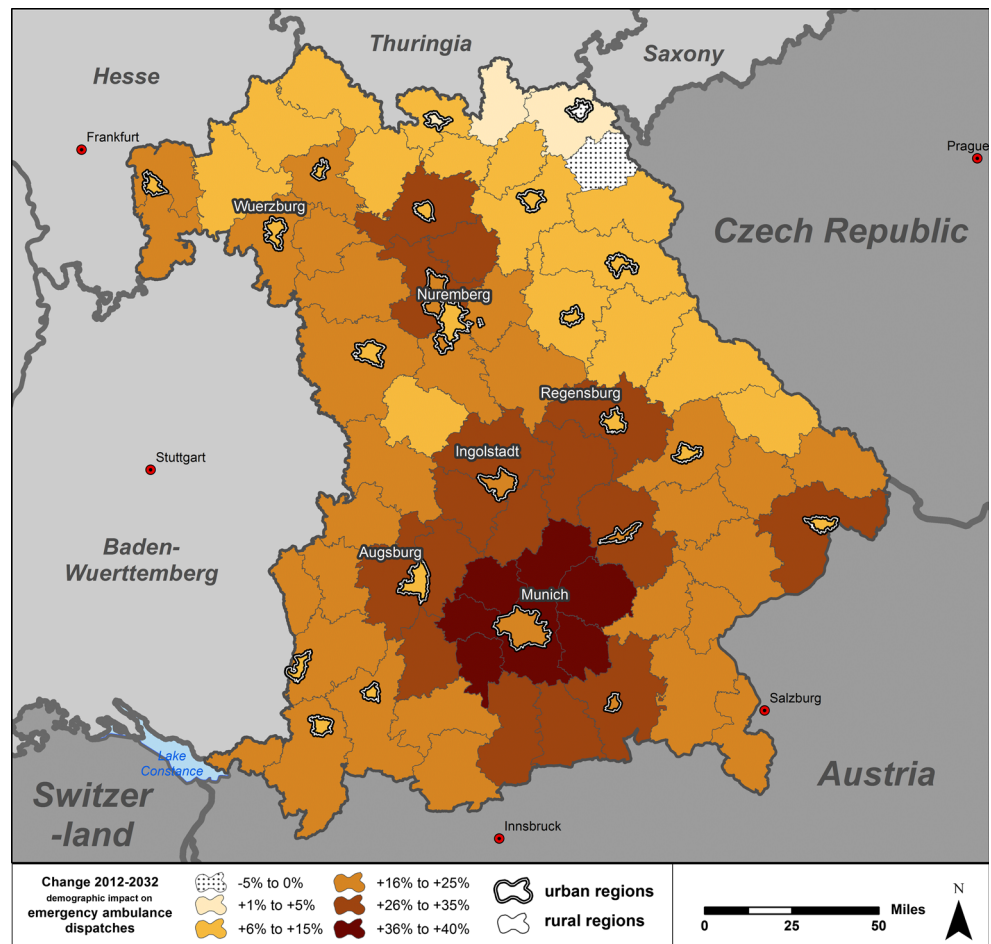 Thuringia
Saxony
Hesse
Frankfurt
Prague
Wuerzburg
Czech Republic
Nuremberg
Regensburg
Stuttgart
Ingolstadt
Baden-
Wuerttemberg
Augsburg
Munich
Salzburg
Lake
Constance
Austria
Switzer
-land
Innsbruck
Change 2012-2032
demographic impact on
emergency ambulance
dispatches
-5% to 0%
+1% to +5%
+6% to +15%
+16% to +25%
+26% to +35%
+36% to +40%
urban regions
rural regions
0 25 50 Miles
N